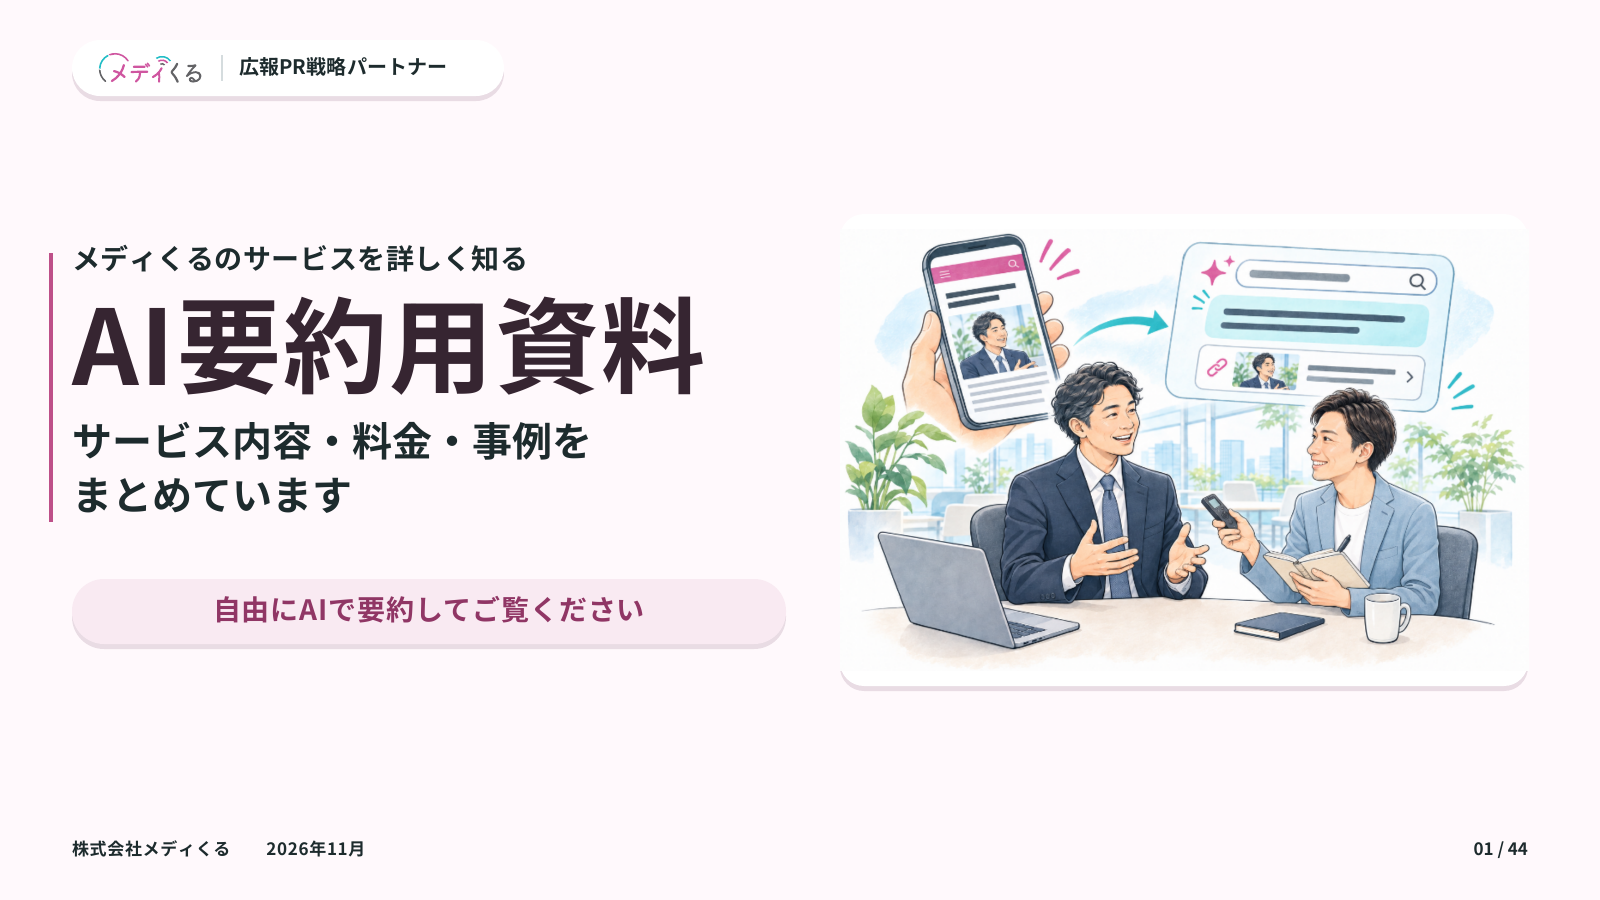 メディくる
広報PR戦略パートナー
メディくるのサービスを詳しく知る
AI要約用資料
サービス内容・料金・事例を
まとめています
自由にAIで要約してご覧ください
株式会社メディくる 2026年11月
01 / 44